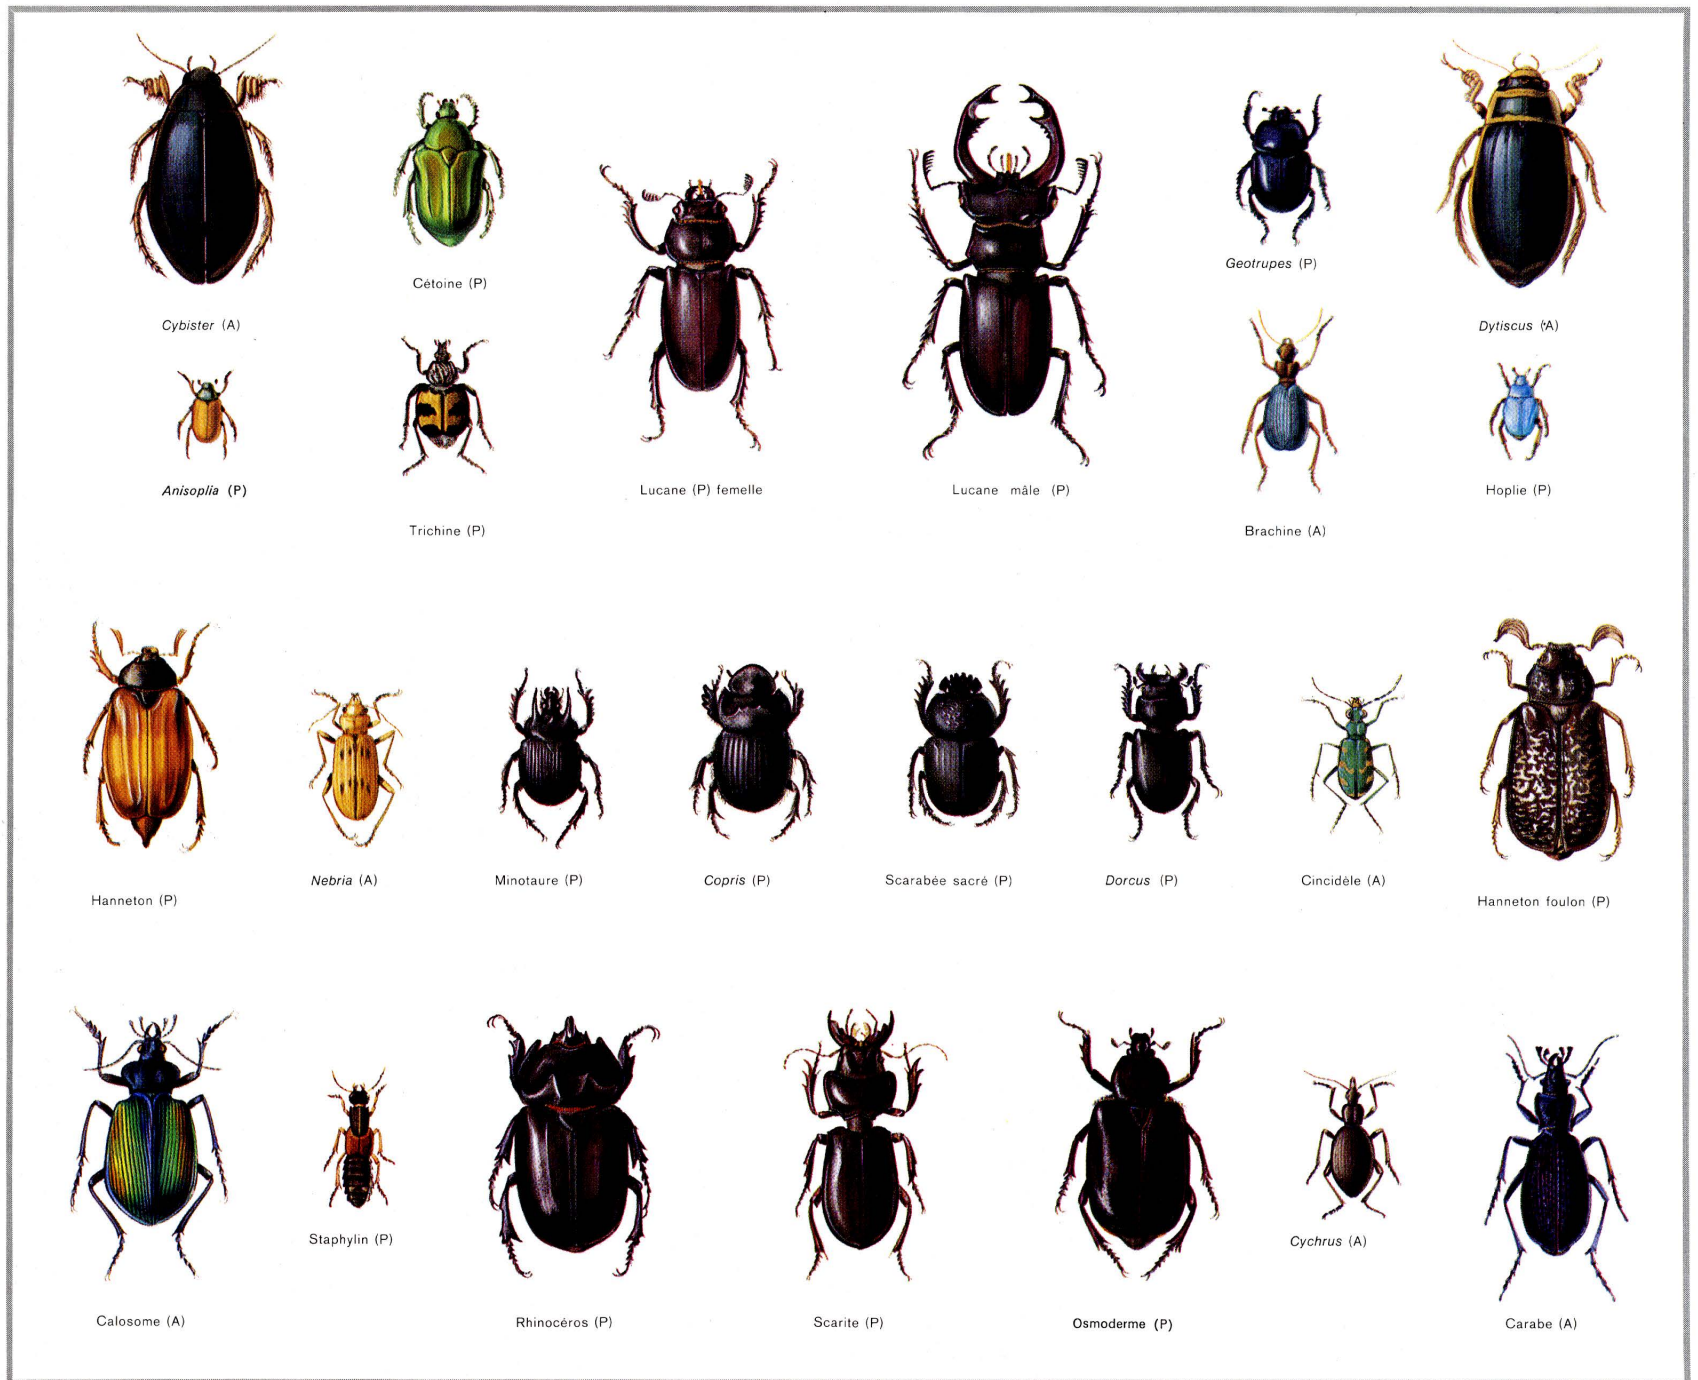 Cétoine (P)
Geotrupes (P)
Cybister (A)
Dytiscus (A)
Anisoplia (P)
Lucane (P) femelle
Lucane mâle (P)
Hoplie (P)
Trichine (P)
Brachine (A)
Hanneton (P)
Nebria (A)
Minotaure (P)
Copris (P)
Scarabée sacré (P)
Dorcus (P)
Cincidèle (A)
Hanneton foulon (P)
Staphylin (P)
Cychrus (A)
Calosome (A)
Rhinocéros (P)
Scarite (P)
Osmoderme (P)
Carabe (A)